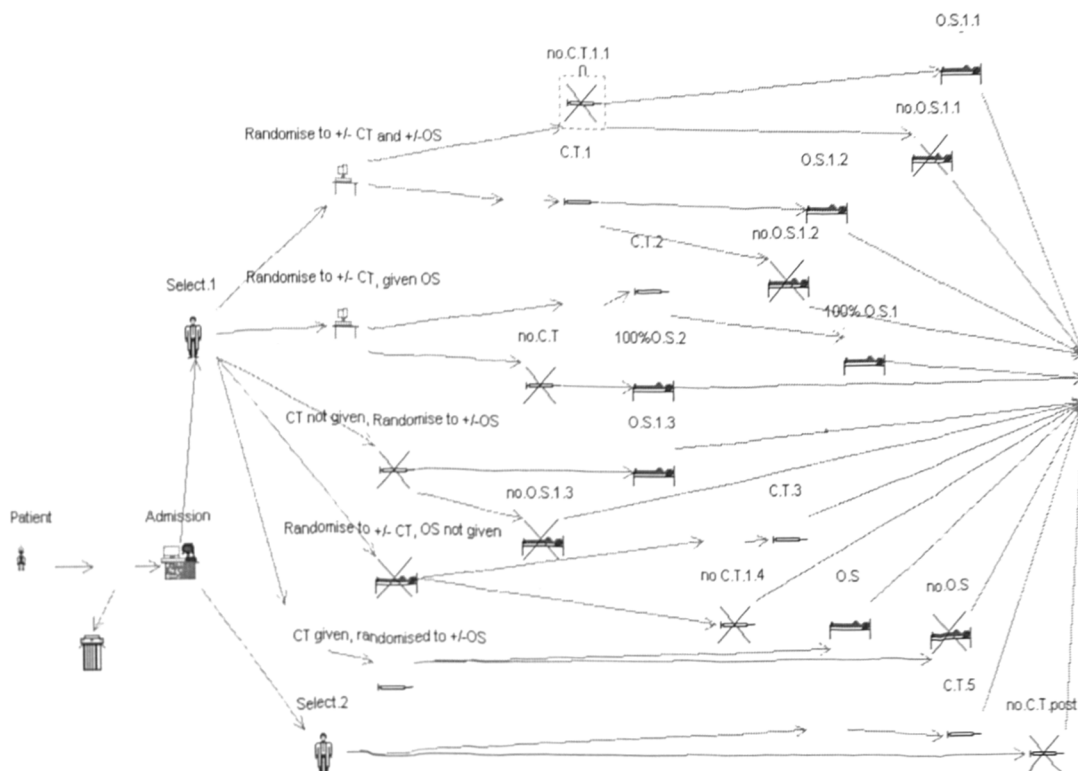 O.S.1.1
no.C.T.1.1
no.O.S.1.1
Randomise to +/- CT and +/-OS
C.T.1
O.S.1.2
C.T.2
no.O.S.1.2
Select.1
Randomise to +/- CT, given OS
100%O.S.1
no.C.T
100%O.S.2
CT not given, Randomise to +/-OS
O.S.1.3
no.O.S.1.3
C.T.3
Patient
Admission
Randomise to +/- CT, OS not given
no C.T.1.4
O.S
no.O.S
CT given, randomised to +/-OS
C.T.5
Select.2
no.C.T.post